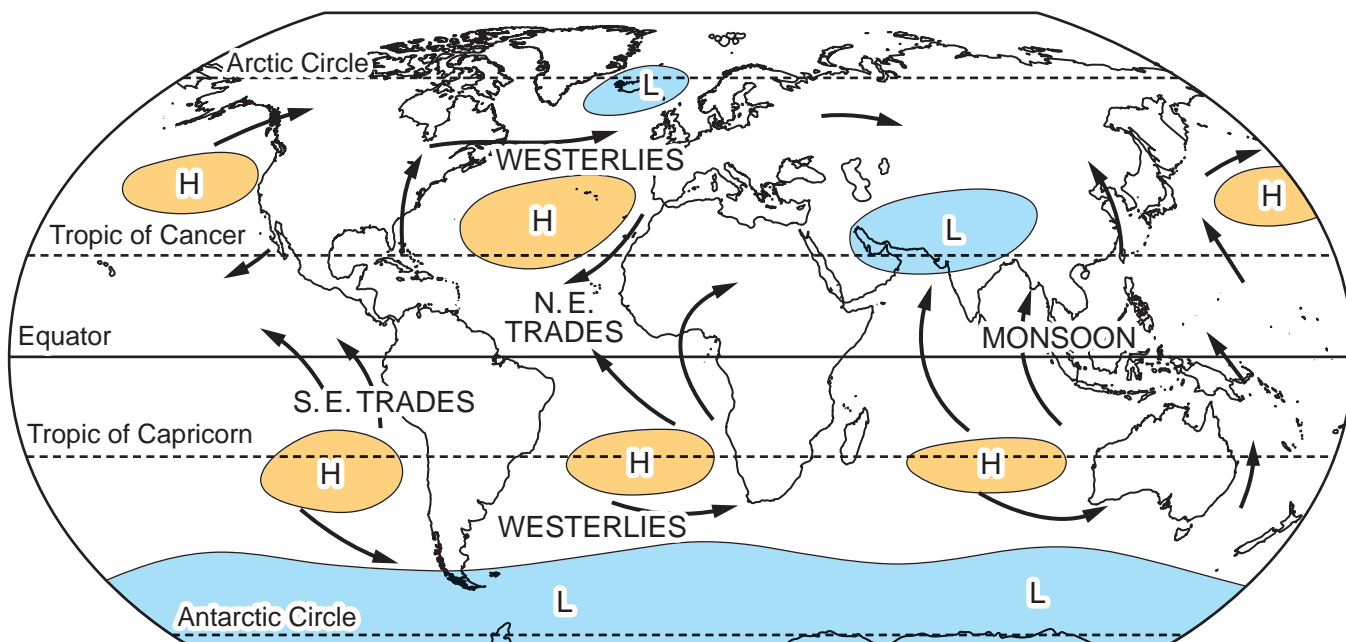 Arctic Circle
L
WESTERLIES
H
H
H
Tropic of Cancer
L
N. E.
TRADES
MONSOON
Equator
S. E. TRADES
Tropic of Capricorn
H
H
H
WESTERLIES
L
L
Antarctic Circle